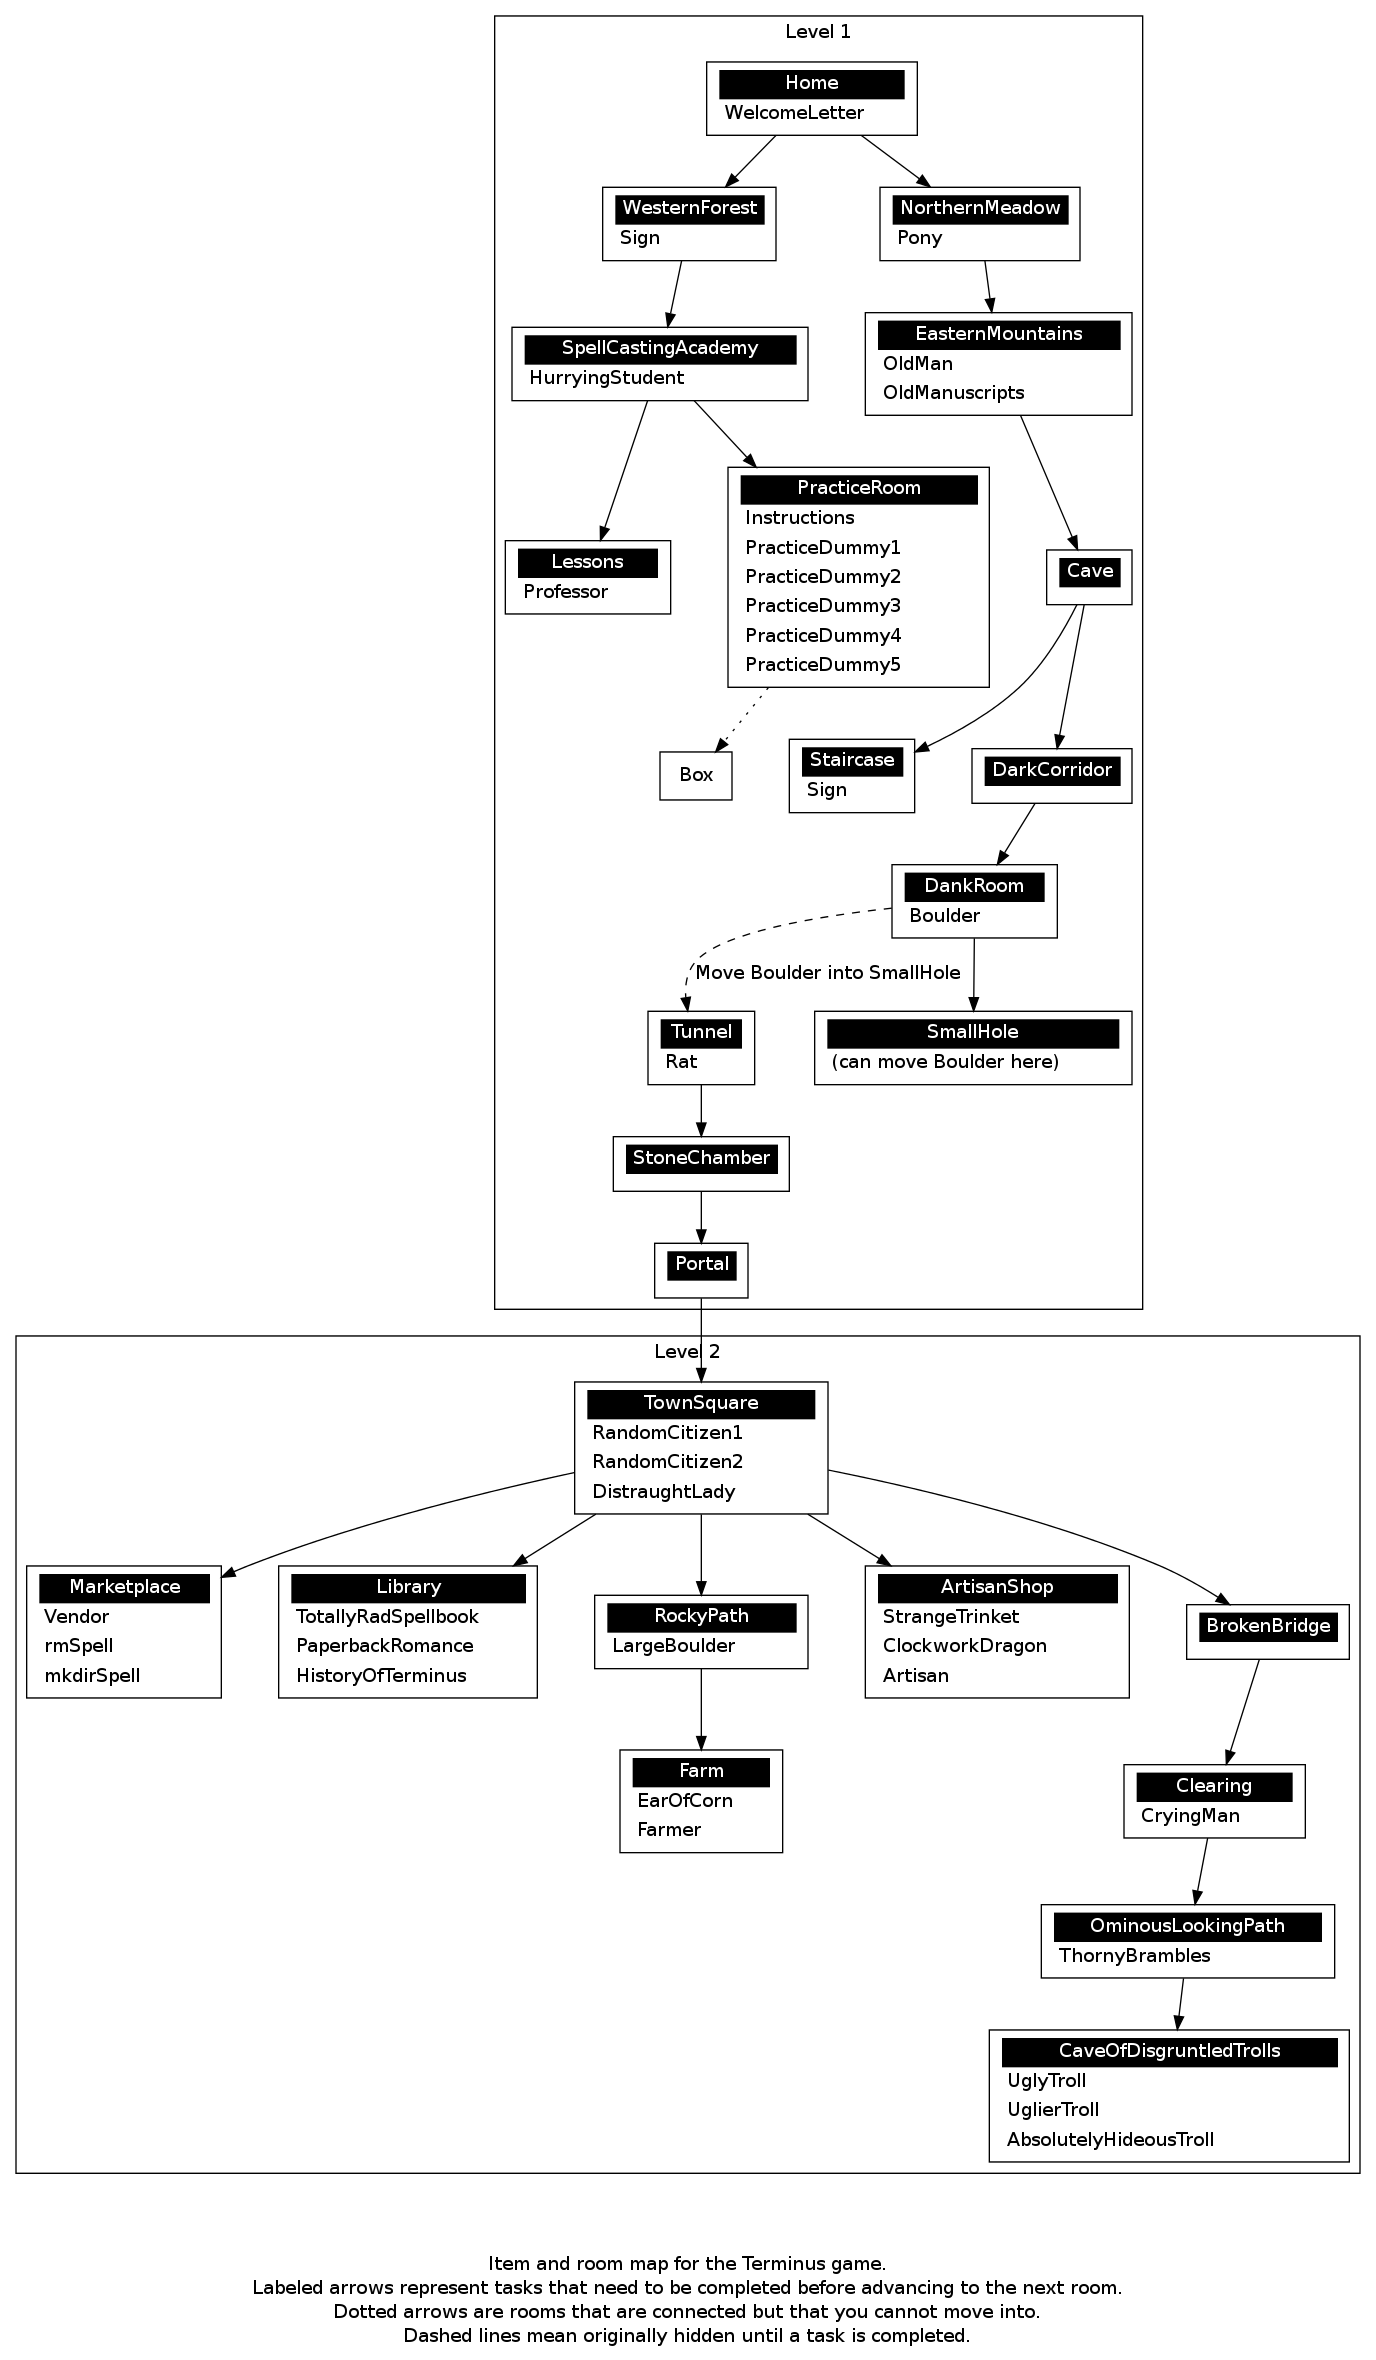 Level 1
Home
WelcomeLetter
WesternForest
Sign
NorthernMeadow
Pony
SpellCastingAcademy
HurryingStudent
EasternMountains
OldMan
OldManuscripts
PracticeRoom
Instructions
PracticeDummy1
PracticeDummy2
PracticeDummy3
PracticeDummy4
PracticeDummy5
Lessons
Professor
Cave
Box
Staircase
Sign
DarkCorridor
DankRoom
Boulder
Move Boulder into SmallHole
Tunnel
Rat
SmallHole
(can move Boulder here)
StoneChamber
Portal
Level 2
TownSquare
RandomCitizen1
RandomCitizen2
DistraughtLady
Marketplace
Vendor
rmSpell
mkdirSpell
Library
TotallyRadSpellbook
PaperbackRomance
HistoryOfTerminus
RockyPath
LargeBoulder
ArtisanShop
StrangeTrinket
ClockworkDragon
Artisan
BrokenBridge
Farm
EarOfCorn
Farmer
Clearing
CryingMan
OminousLookingPath
ThornyBrambles
CaveOfDisgruntledTrolls
UglyTroll
UglierTroll
AbsolutelyHideousTroll
Item and room map for the Terminus game.
Labeled arrows represent tasks that need to be completed before advancing to the next room.
Dotted arrows are rooms that are connected but that you cannot move into.
Dashed lines mean originally hidden until a task is completed.